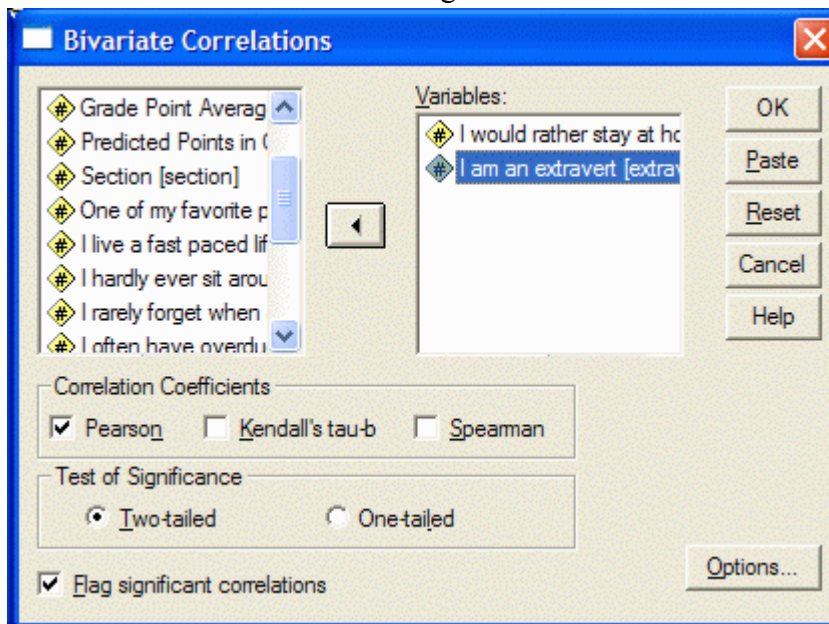 Bivariate Correlations
Grade Point Averag
Predicted Points in
Section [section]
One of my favorite p
I live a fast paced lif
I hardly ever sit arou
I rarely forget when
I often have overdu
Variables:
I would rather stay at ho
I am an extravert [extrav
OK
Paste
Reset
Cancel
Help
Correlation Coefficients
Pearson
Kendall's tau-b
Spearman
Test of Significance
Two-tailed
One-tailed
Flag significant correlations
Options...